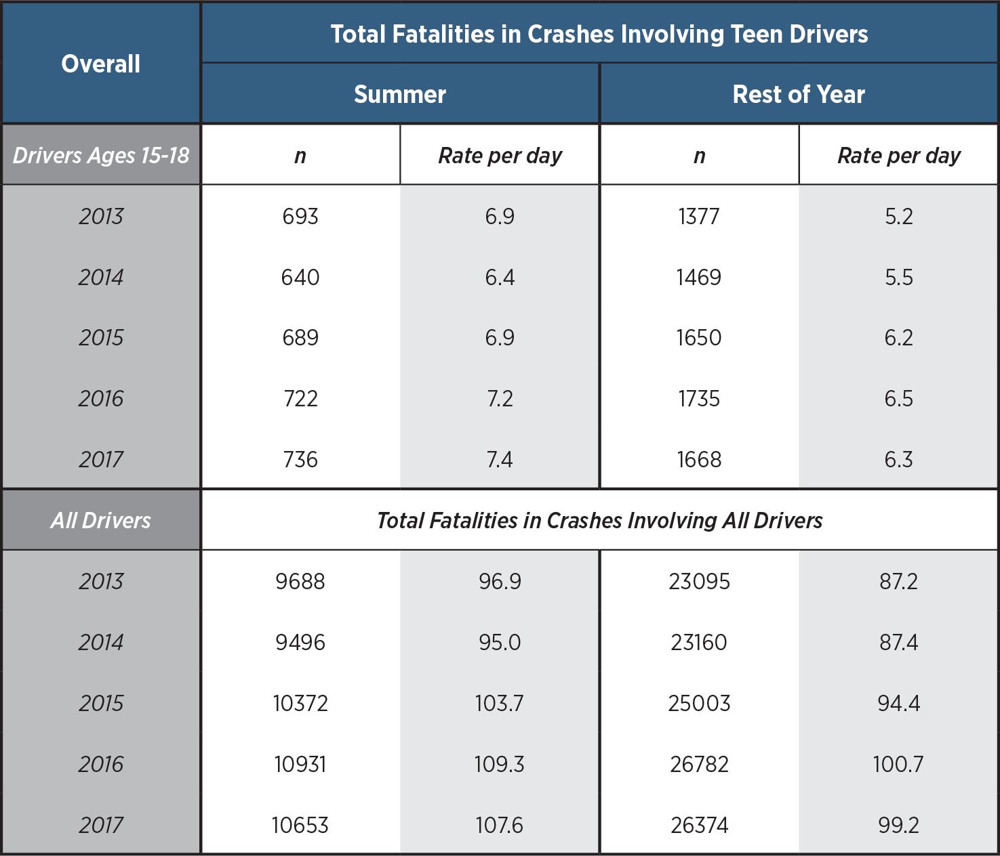 Overall
Total Fatalities in Crashes Involving Teen Drivers
Summer Rest of Year
Drivers Ages 15-18 n Rate per day n Rate per day
2013 693 6.9 1377 5.2
2014 640 6.4 1469 5.5
2015 689 6.9 1650 6.2
2016 722 7.2 1735 6.5
2017 736 7.4 1668 6.3
All Drivers Total Fatalities in Crashes Involving All Drivers
2013 9688 96.9 23095 87.2
2014 9496 95.0 23160 87.4
2015 10372 103.7 25003 94.4
2016 10931 109.3 26782 100.7
2017 10653 107.6 26374 99.2